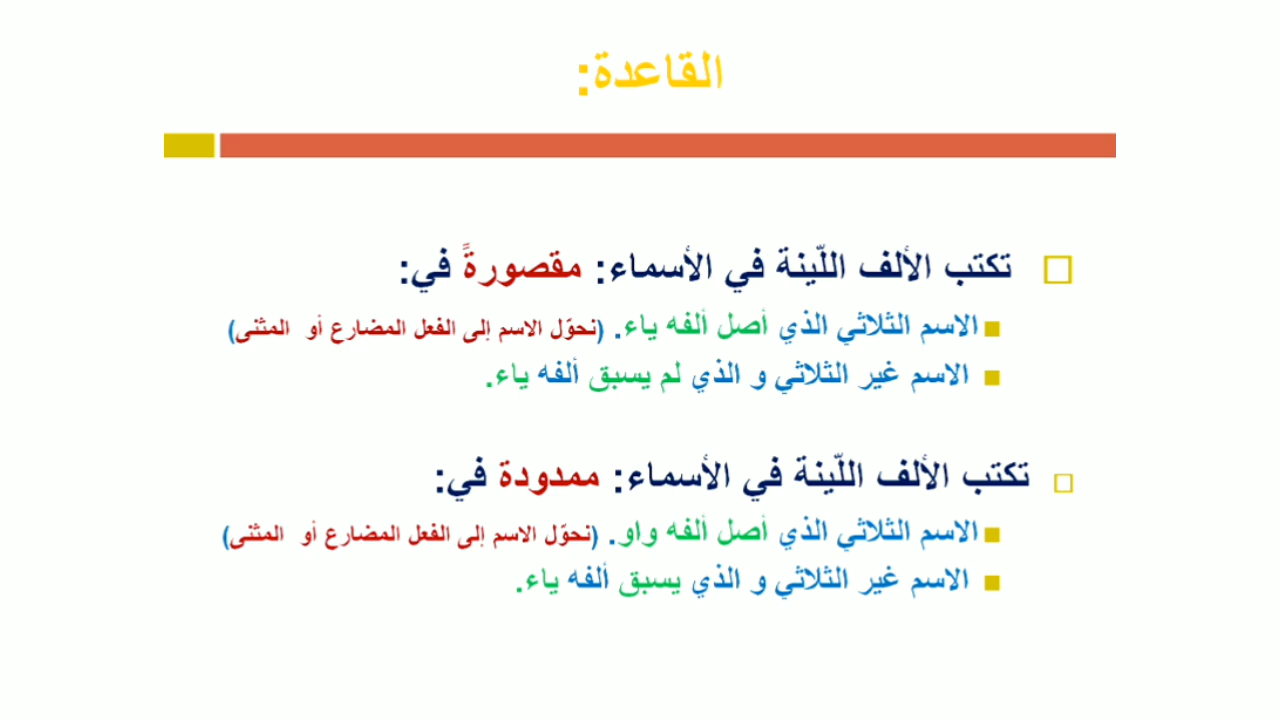 القاعدة:
تكتب الألف اللّينة في الأسماء: مقصورةً في:
الاسم الثلاثي الذي أصل ألفه ياء. (نحوّل الاسم إلى الفعل المضارع أو المثنى)
الاسم غير الثلاثي و الذي لم يسبق ألفه ياء.
تكتب الألف اللّينة في الأسماء: ممدودة في:
الاسم الثلاثي الذي أصل ألفه واو. (نحوّل الاسم إلى الفعل المضارع أو المثنى)
الاسم غير الثلاثي و الذي يسبق ألفه ياء.